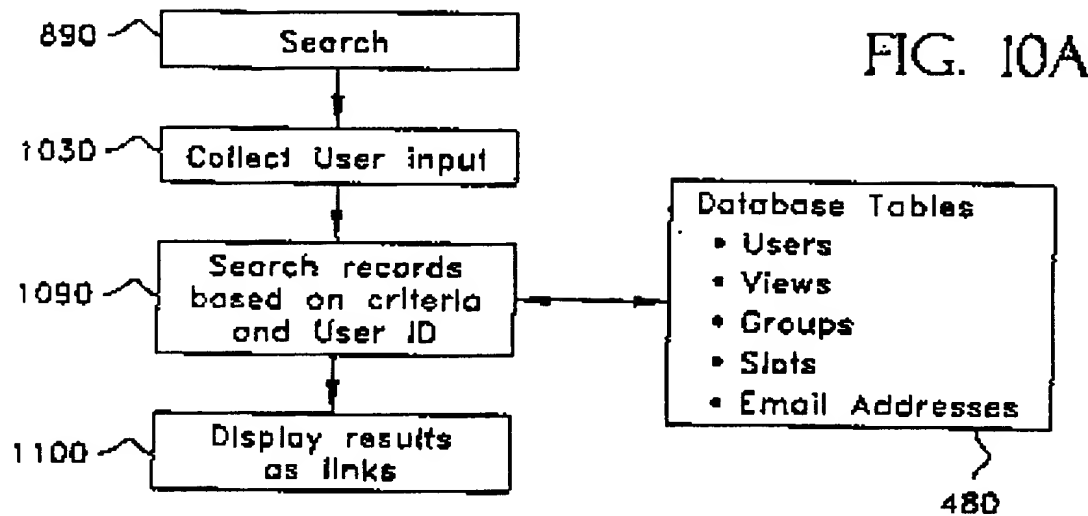 890
Search
FIG. 10A
1030
Collect User input
1090
Search records
based on criteria
and User ID
Database Tables
• Users
• Views
• Groups
• Slots
• Email Addresses
480
1100
Display results
as links